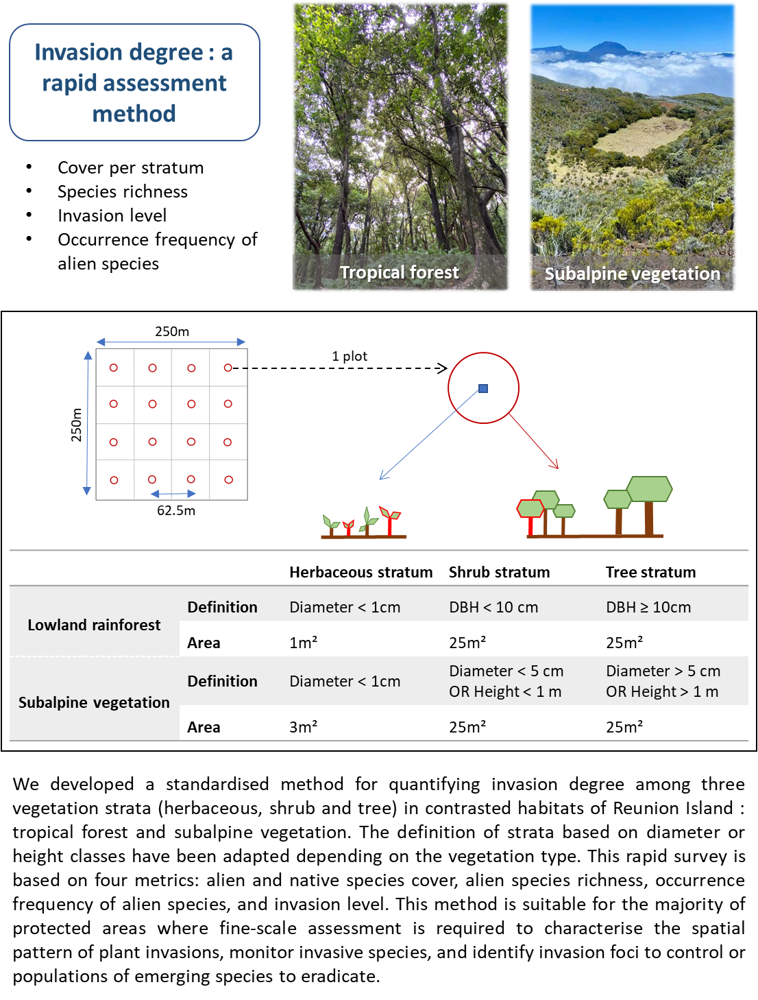 Invasion degree : a
rapid assessment
method
• Cover per stratum
• Species richness
• Invasion level
• Occurrence frequency of
alien species
Tropical forest
Subalpine vegetation
250m
250m
62.5m
1 plot
Herbaceous stratum Shrub stratum Tree stratum
Lowland rainforest
Definition Diameter < 1cm DBH < 10 cm DBH ≥ 10cm
Area 1m² 25m² 25m²
Subalpine vegetation
Definition Diameter < 1cm Diameter < 5 cm OR Height < 1 m Diameter > 5 cm OR Height > 1 m
Area 3m² 25m² 25m²
We developed a standardised method for quantifying invasion degree among three
vegetation strata (herbaceous, shrub and tree) in contrasted habitats of Reunion Island :
tropical forest and subalpine vegetation. The definition of strata based on diameter or
height classes have been adapted depending on the vegetation type. This rapid survey is
based on four metrics: alien and native species cover, alien species richness, occurrence
frequency of alien species, and invasion level. This method is suitable for the majority of
protected areas where fine-scale assessment is required to characterise the spatial
pattern of plant invasions, monitor invasive species, and identify invasion foci to control or
populations of emerging species to eradicate.